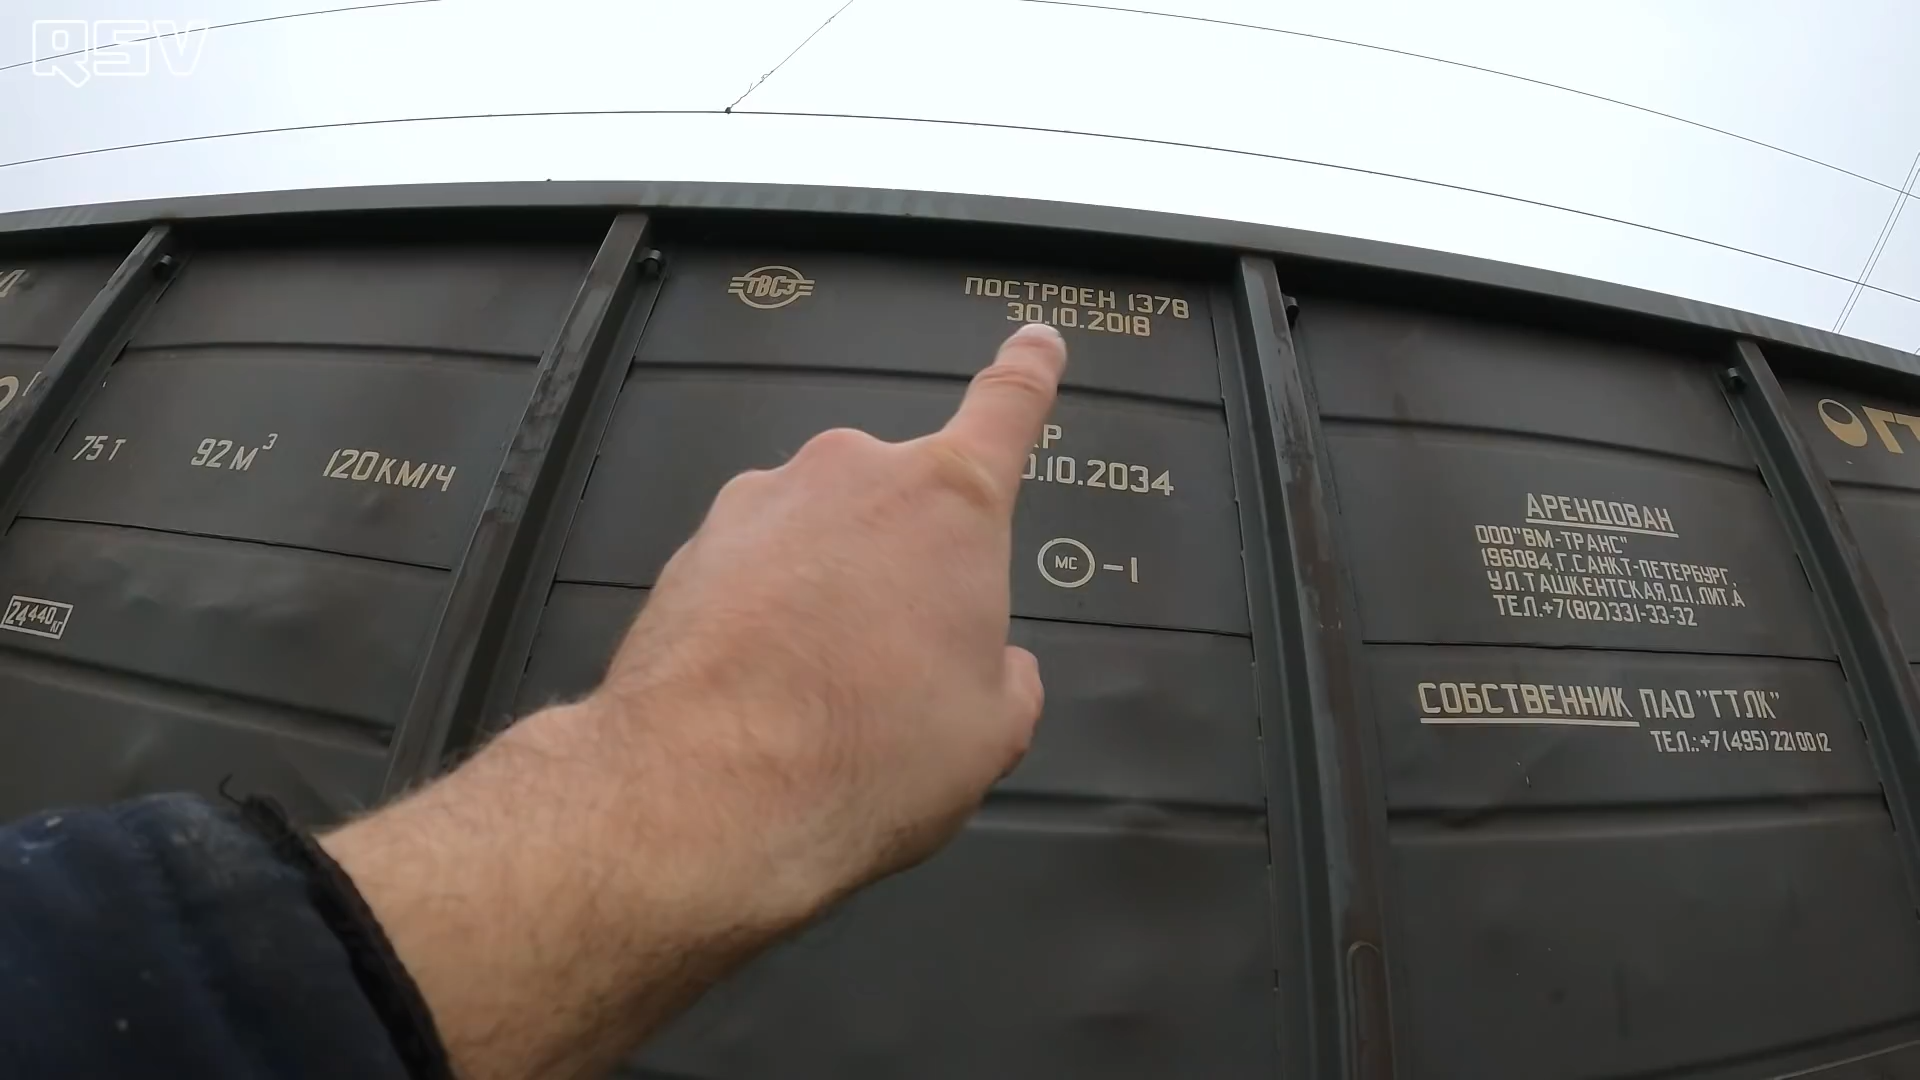 RSV
ТВСЗ
ПОСТРОЕН 1378
30.10.2018
75 Т 92 М³ 120 КМ/Ч
.10.2034
МС -1
24440 КГ
АРЕНДОВАН
ООО"ВМ-ТРАНС"
196084,Г.САНКТ-ПЕТЕРБУРГ,
УЛ.ТАШКЕНТСКАЯ,Д.1,ЛИТ.А
ТЕЛ.+7(812)331-33-32
СОБСТВЕННИК ПАО "ГТЛК"
ТЕЛ.:+7(495) 2210012
ГТ